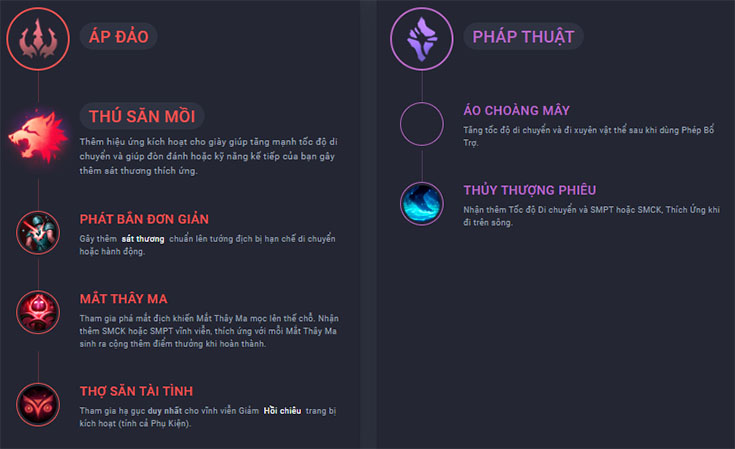 ÁP ĐẢO
THÚ SĂN MỒI
Thêm hiệu ứng kích hoạt cho giày giúp tăng mạnh tốc độ di
chuyển và giúp đòn đánh hoặc kỹ năng kế tiếp của bạn gây
thêm sát thương thích ứng.
PHÁT BẮN ĐƠN GIẢN
Gây thêm sát thương chuẩn lên tướng địch bị hạn chế di chuyển
hoặc hành động.
MẮT THÂY MA
Tham gia phá mắt địch khiến Mắt Thây Ma mọc lên thế chỗ. Nhận
thêm SMCK hoặc SMPT vĩnh viễn, thích ứng với mỗi Mắt Thây Ma
sinh ra cộng thêm điểm thưởng khi hoàn thành.
THỢ SĂN TÀI TÌNH
Tham gia hạ gục duy nhất cho vĩnh viễn Giảm Hồi chiêu trang bị
kích hoạt (tính cả Phụ Kiện).
PHÁP THUẬT
ÁO CHOÀNG MÂY
Tăng tốc độ di chuyển và đi xuyên vật thể sau khi dùng Phép Bổ
Trợ.
THỦY THƯỢNG PHIÊU
Nhận thêm Tốc độ Di chuyển và SMPT hoặc SMCK, Thích Ứng khi
đi trên sông.